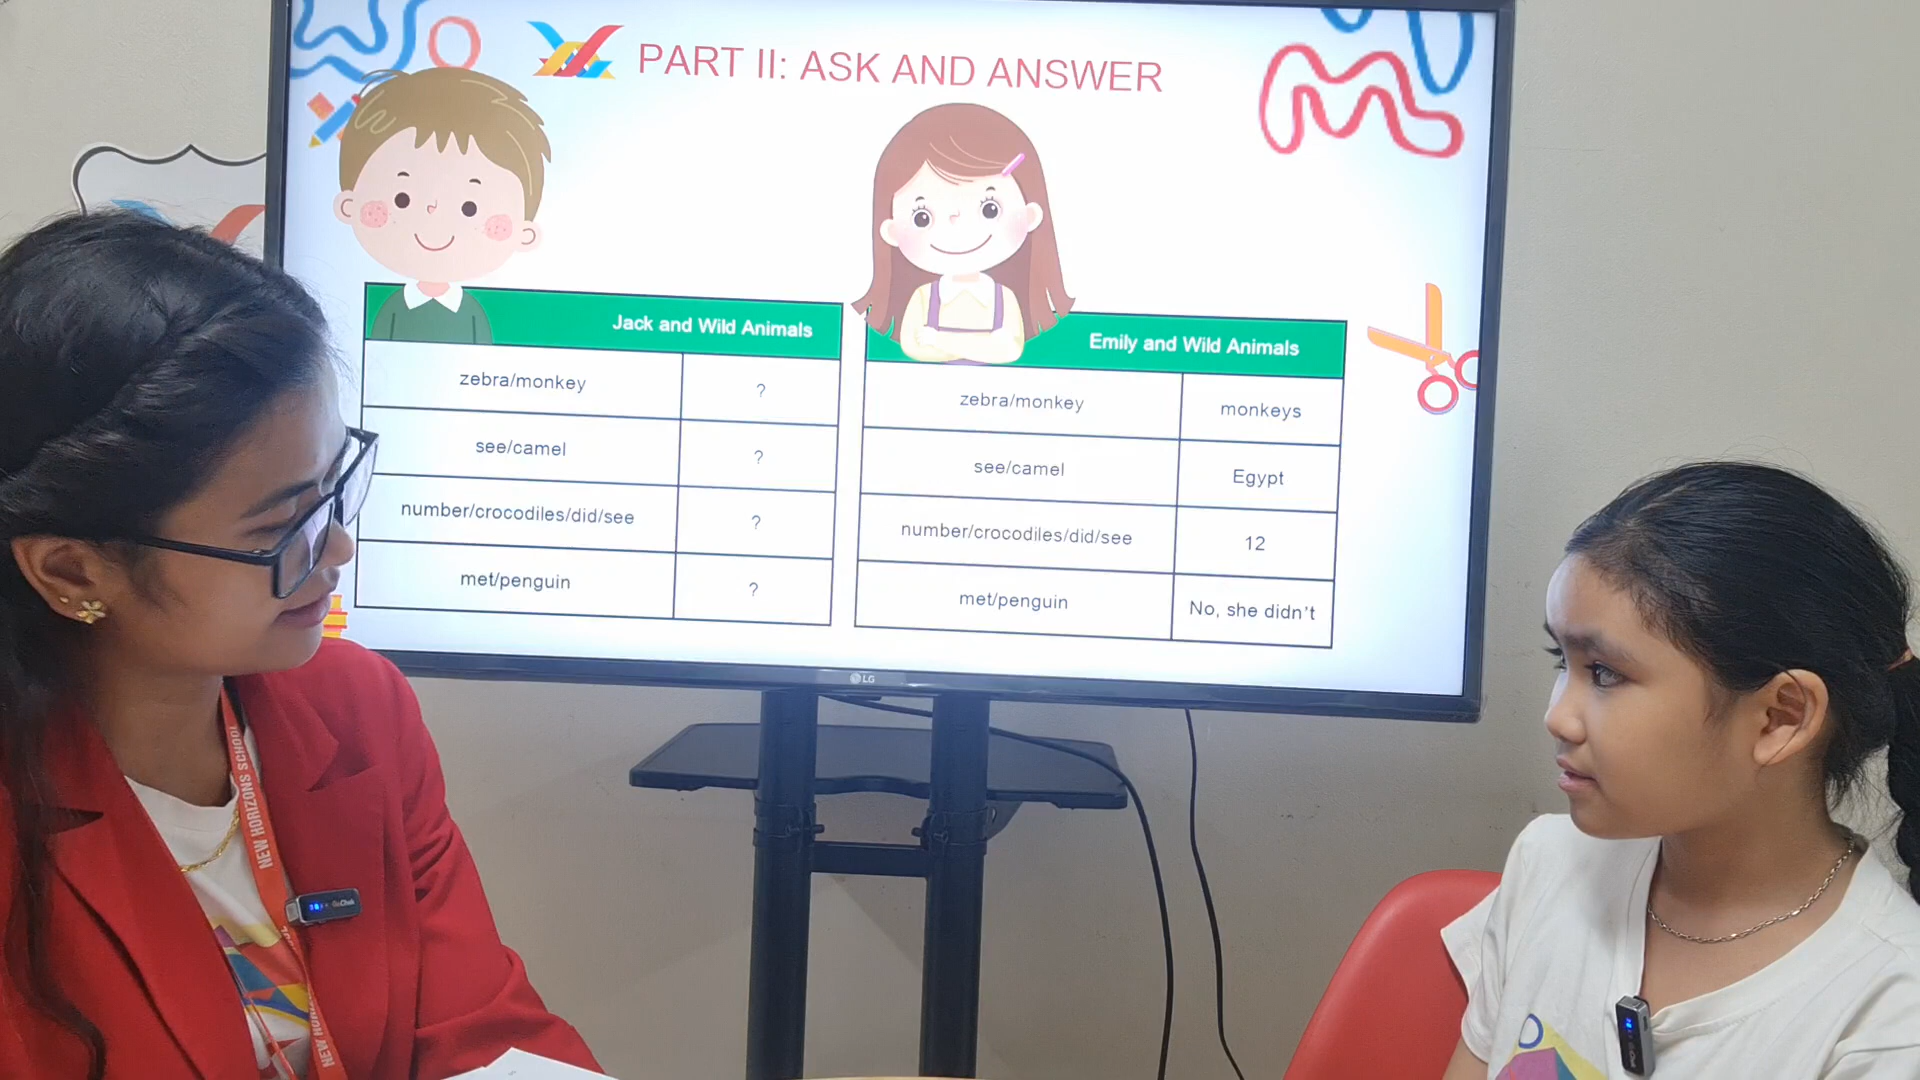 PART II: ASK AND ANSWER
Jack and Wild Animals
zebra/monkey ?
see/camel ?
number/crocodiles/did/see ?
met/penguin ?
Emily and Wild Animals
zebra/monkey monkeys
see/camel Egypt
number/crocodiles/did/see 12
met/penguin No, she didn't
LG
NEW HORIZONS SCHOOL
NEW HORIZONS